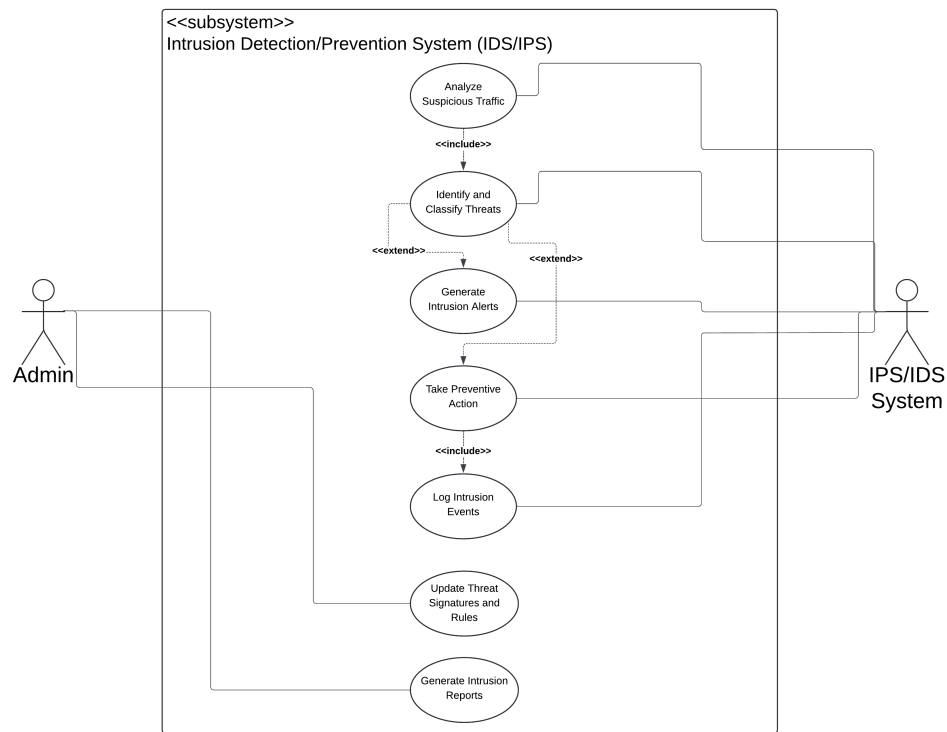 <<subsystem>>
Intrusion Detection/Prevention System (IDS/IPS)
Analyze
Suspicious Traffic
<<include>>
Identify and
Classify Threats
<<extend>>
<<extend>>
Generate
Intrusion Alerts
Admin
IPS/IDS
System
Take Preventive
Action
<<include>>
Log Intrusion
Events
Update Threat
Signatures and
Rules
Generate Intrusion
Reports